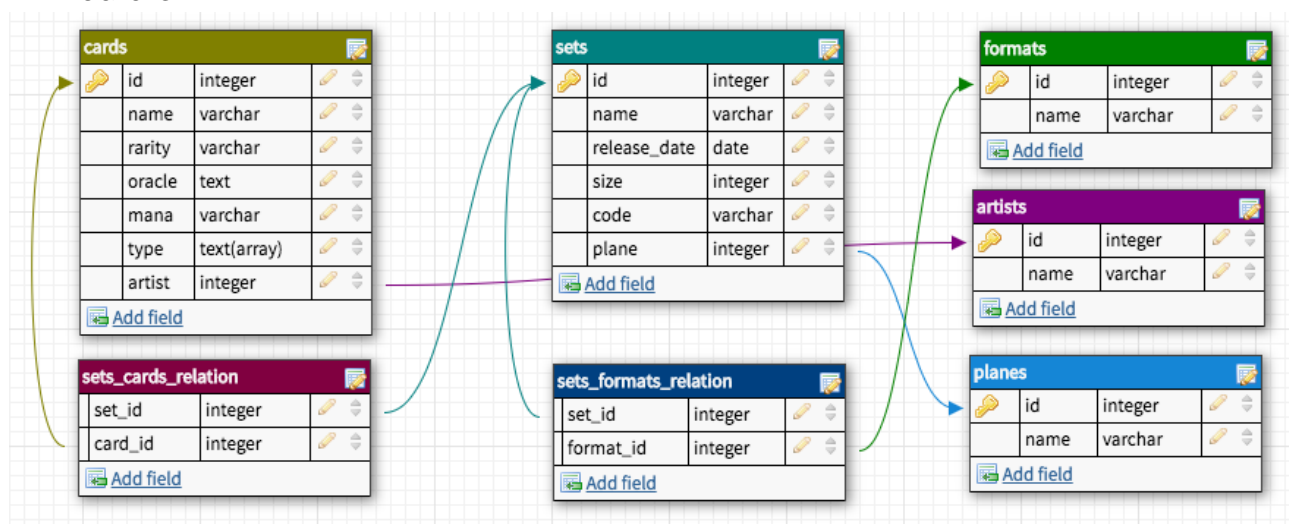 cards
id integer
name varchar
rarity varchar
oracle text
mana varchar
type text(array)
artist integer
Add field
sets
id integer
name varchar
release_date date
size integer
code varchar
plane integer
Add field
formats
id integer
name varchar
Add field
artists
id integer
name varchar
Add field
sets_cards_relation
set_id integer
card_id integer
Add field
sets_formats_relation
set_id integer
format_id integer
Add field
planes
id integer
name varchar
Add field